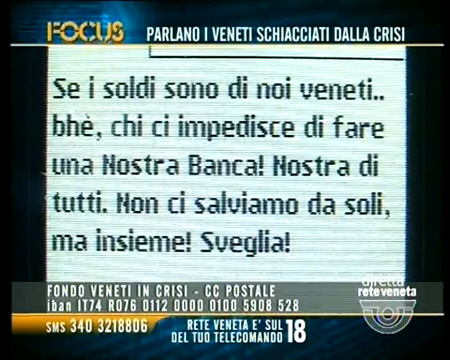 FOCUS
PARLANO I VENETI SCHIACCIATI DALLA CRISI
Se i soldi sono di noi veneti..
bhè, chi ci impedisce di fare
una Nostra Banca! Nostra di
tutti. Non ci salviamo da soli,
ma insieme! Sveglia!
FONDO VENETI IN CRISI - CC POSTALE
iban IT74 R076 0112 0000 0100 5908 528
diretta
reteveneta
SMS 340 3218806
RETE VENETA E' SUL
DEL TUO TELECOMANDO 18